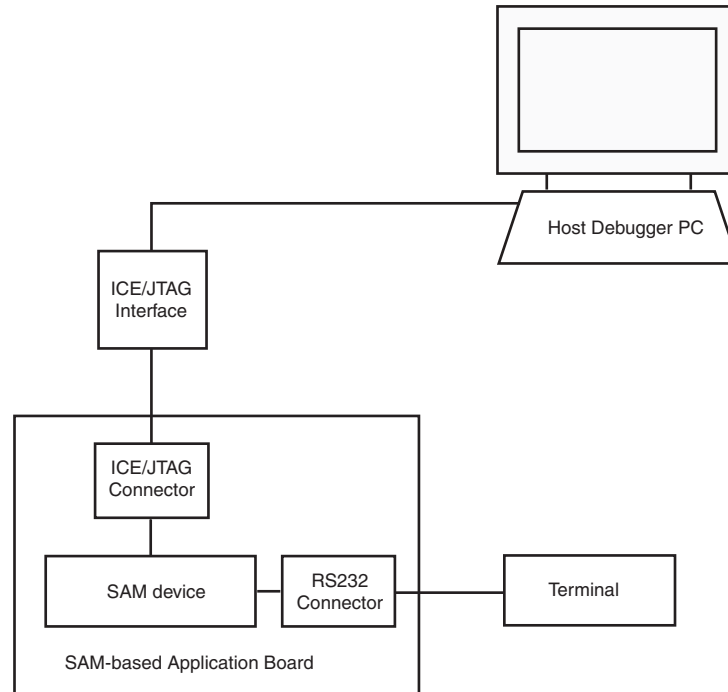 Host Debugger PC
ICE/JTAG
Interface
ICE/JTAG
Connector
SAM device
RS232
Connector
Terminal
SAM-based Application Board